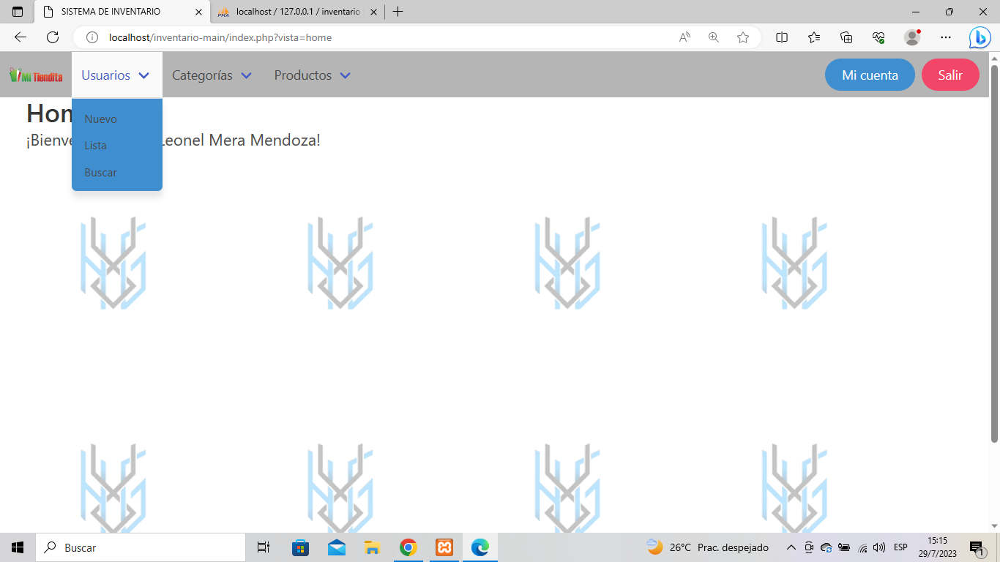 SISTEMA DE INVENTARIO
localhost / 127.0.0.1 / inventario
localhost/inventario-main/index.php?vista=home
Mi Tiendita
Usuarios
Categorías
Productos
Mi cuenta
Salir
Nuevo
Lista
Buscar
Hom
¡Bienve Leonel Mera Mendoza!
Buscar
26°C Prac. despejado
ESP
15:15
29/7/2023
1